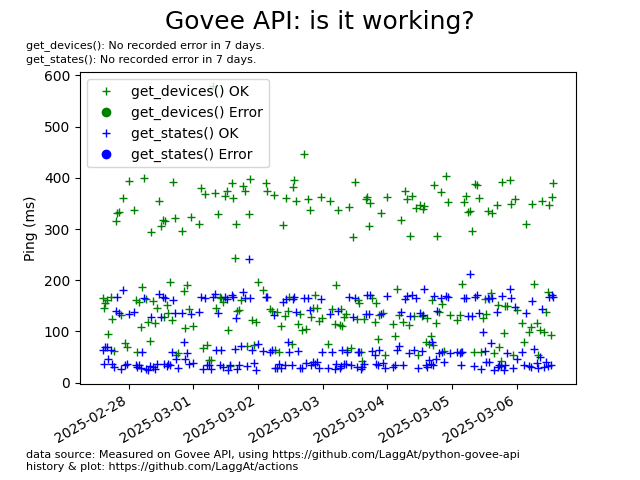 Govee API: is it working?
get_devices(): No recorded error in 7 days.
get_states(): No recorded error in 7 days.
600
500
400
300
200
100
0
Ping (ms)
get_devices() OK
get_devices() Error
get_states() OK
get_states() Error
2025-02-28
2025-03-01
2025-03-02
2025-03-03
2025-03-04
2025-03-05
2025-03-06
data source: Measured on Govee API, using https://github.com/LaggAt/python-govee-api
history & plot: https://github.com/LaggAt/actions